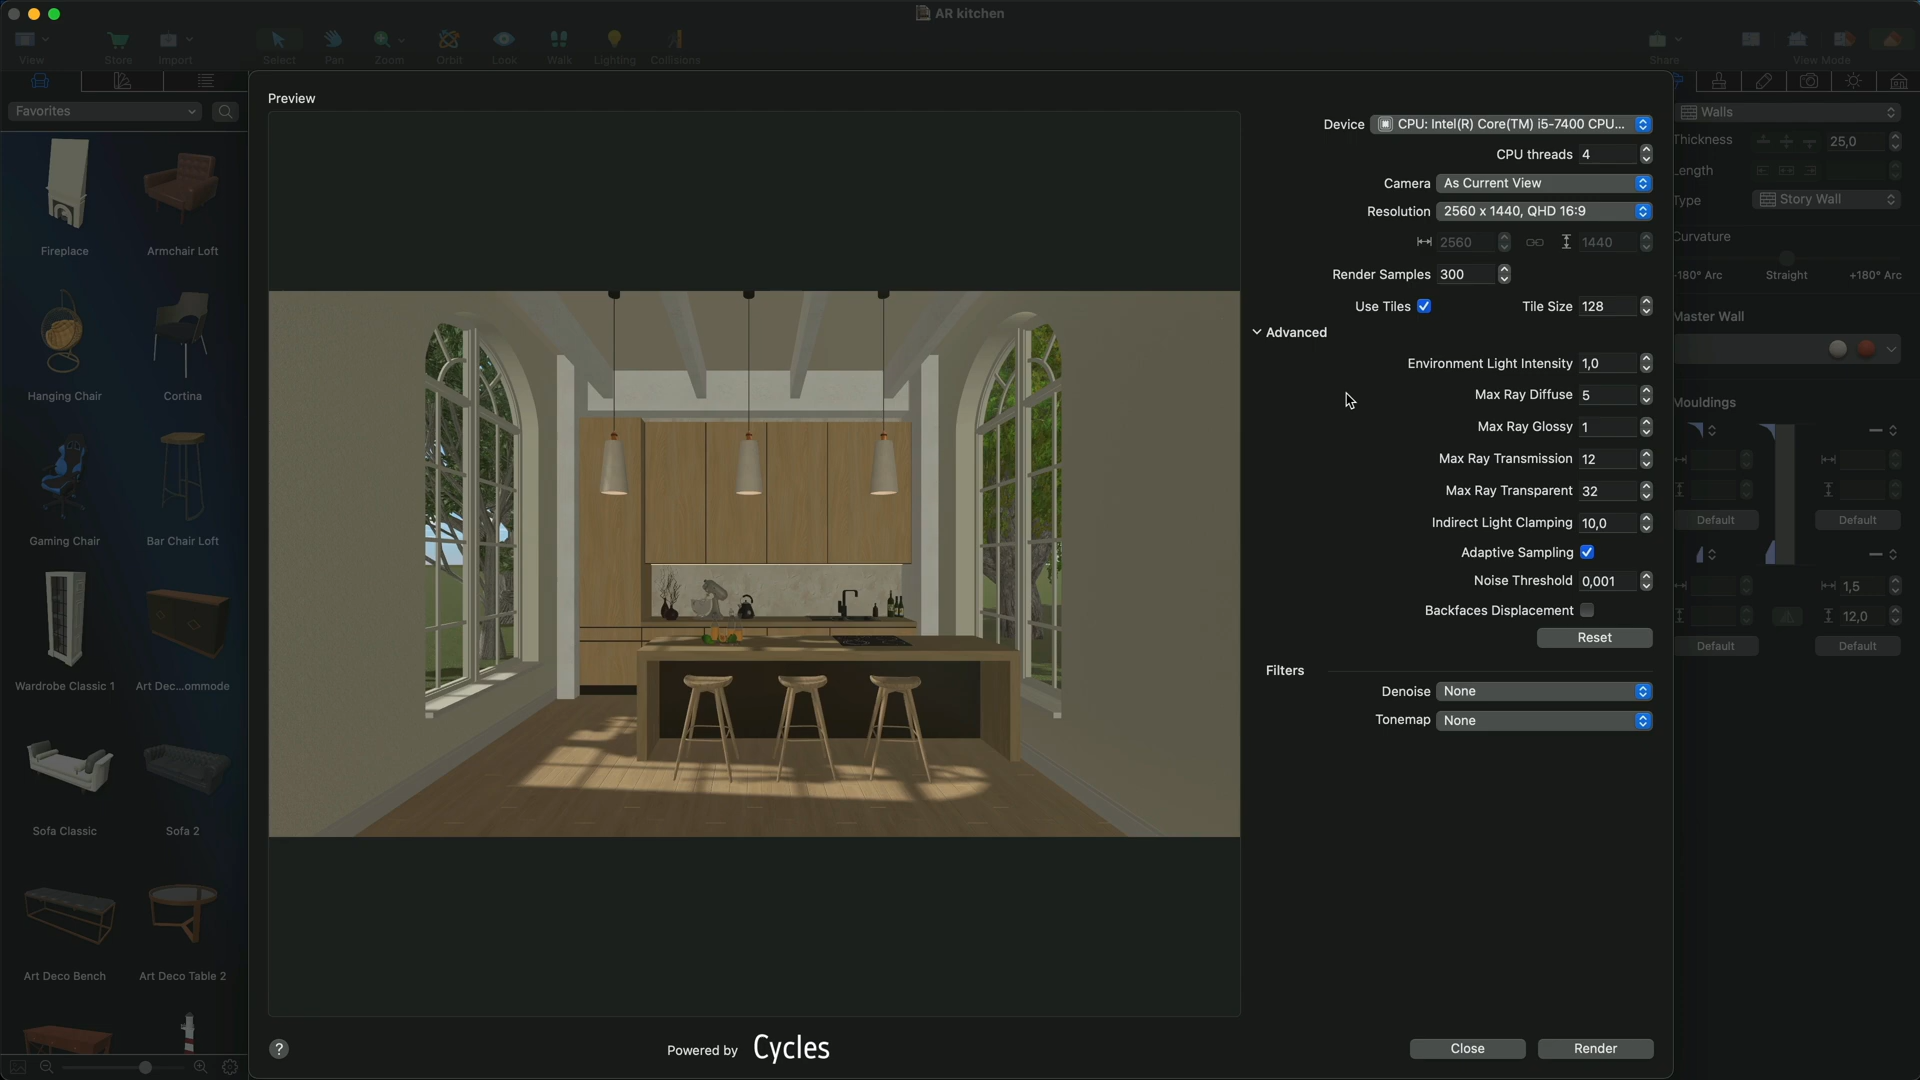 AR kitchen
View
Store
Import
Select
Pan
Zoom
Orbit
Look
Walk
Lighting
Collisions
Share
View Mode
Favorites
Fireplace
Armchair Loft
Hanging Chair
Cortina
Gaming Chair
Bar Chair Loft
Wardrobe Classic 1
Art Dec...ommode
Sofa Classic
Sofa 2
Art Deco Bench
Art Deco Table 2
Preview
Device CPU: Intel(R) Core(TM) i5-7400 CPU...
CPU threads 4
Camera As Current View
Resolution 2560 x 1440, QHD 16:9
2560 1440
Render Samples 300
Use Tiles Tile Size 128
Advanced
Environment Light Intensity 1,0
Max Ray Diffuse 5
Max Ray Glossy 1
Max Ray Transmission 12
Max Ray Transparent 32
Indirect Light Clamping 10,0
Adaptive Sampling
Noise Threshold 0,001
Backfaces Displacement
Reset
Filters
Denoise None
Tonemap None
? Powered by Cycles
Close Render
Walls
Thickness 25,0
ength
Type Story Wall
Curvature
180° Arc Straight +180° Arc
Master Wall
Mouldings
Default Default
1,5
12,0
Default Default